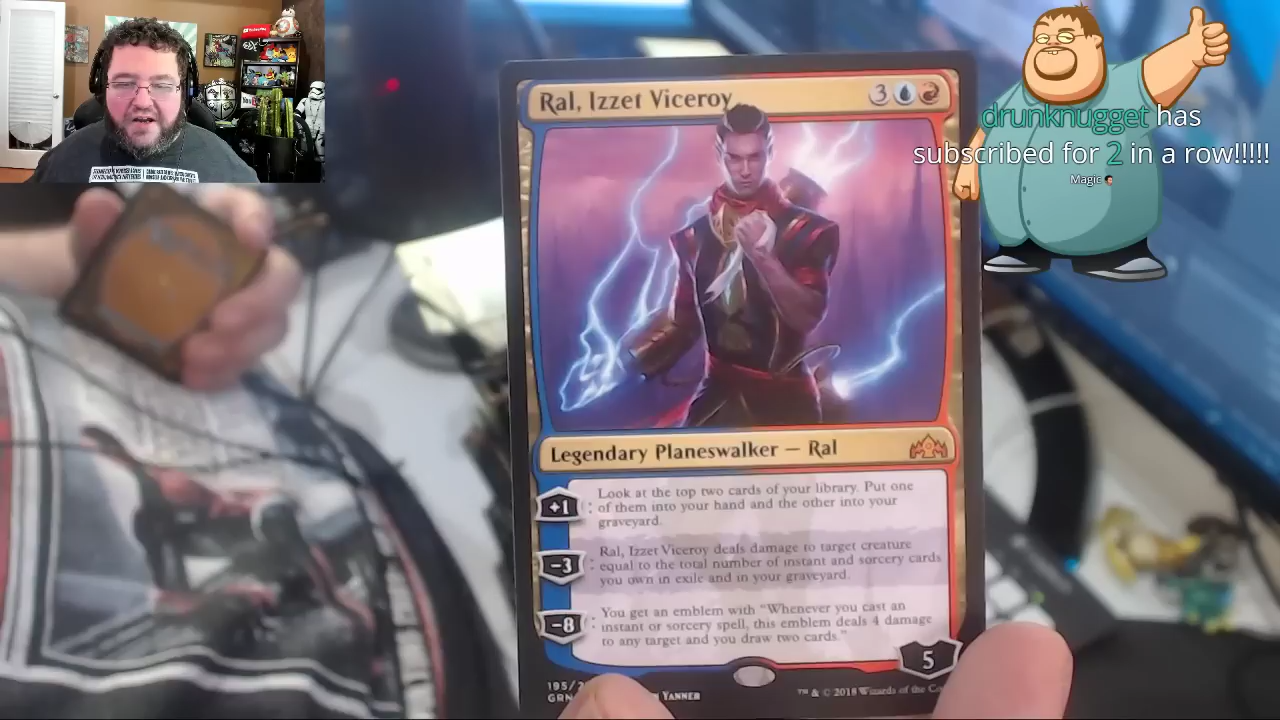 Ral, Izzet Viceroy
3
Legendary Planeswalker — Ral
+1 : Look at the top two cards of your library. Put one
of them into your hand and the other into your
graveyard.
−3 : Ral, Izzet Viceroy deals damage to target creature
equal to the total number of instant and sorcery cards
you own in exile and in your graveyard.
−8 : You get an emblem with “Whenever you cast an
instant or sorcery spell, this emblem deals 4 damage
to any target and you draw two cards.”
5
GRN
YANNER
™ & © 2018 Wizards of the
drunknugget has
subscribed for 2 in a row!!!!!
Magic